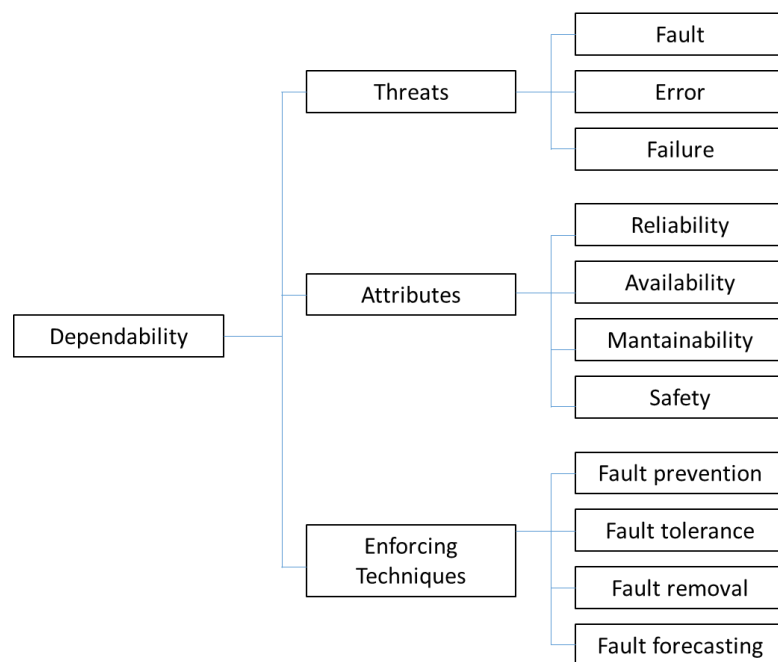 Dependability
Threats
Fault
Error
Failure
Attributes
Reliability
Availability
Mantainability
Safety
Enforcing
Techniques
Fault prevention
Fault tolerance
Fault removal
Fault forecasting